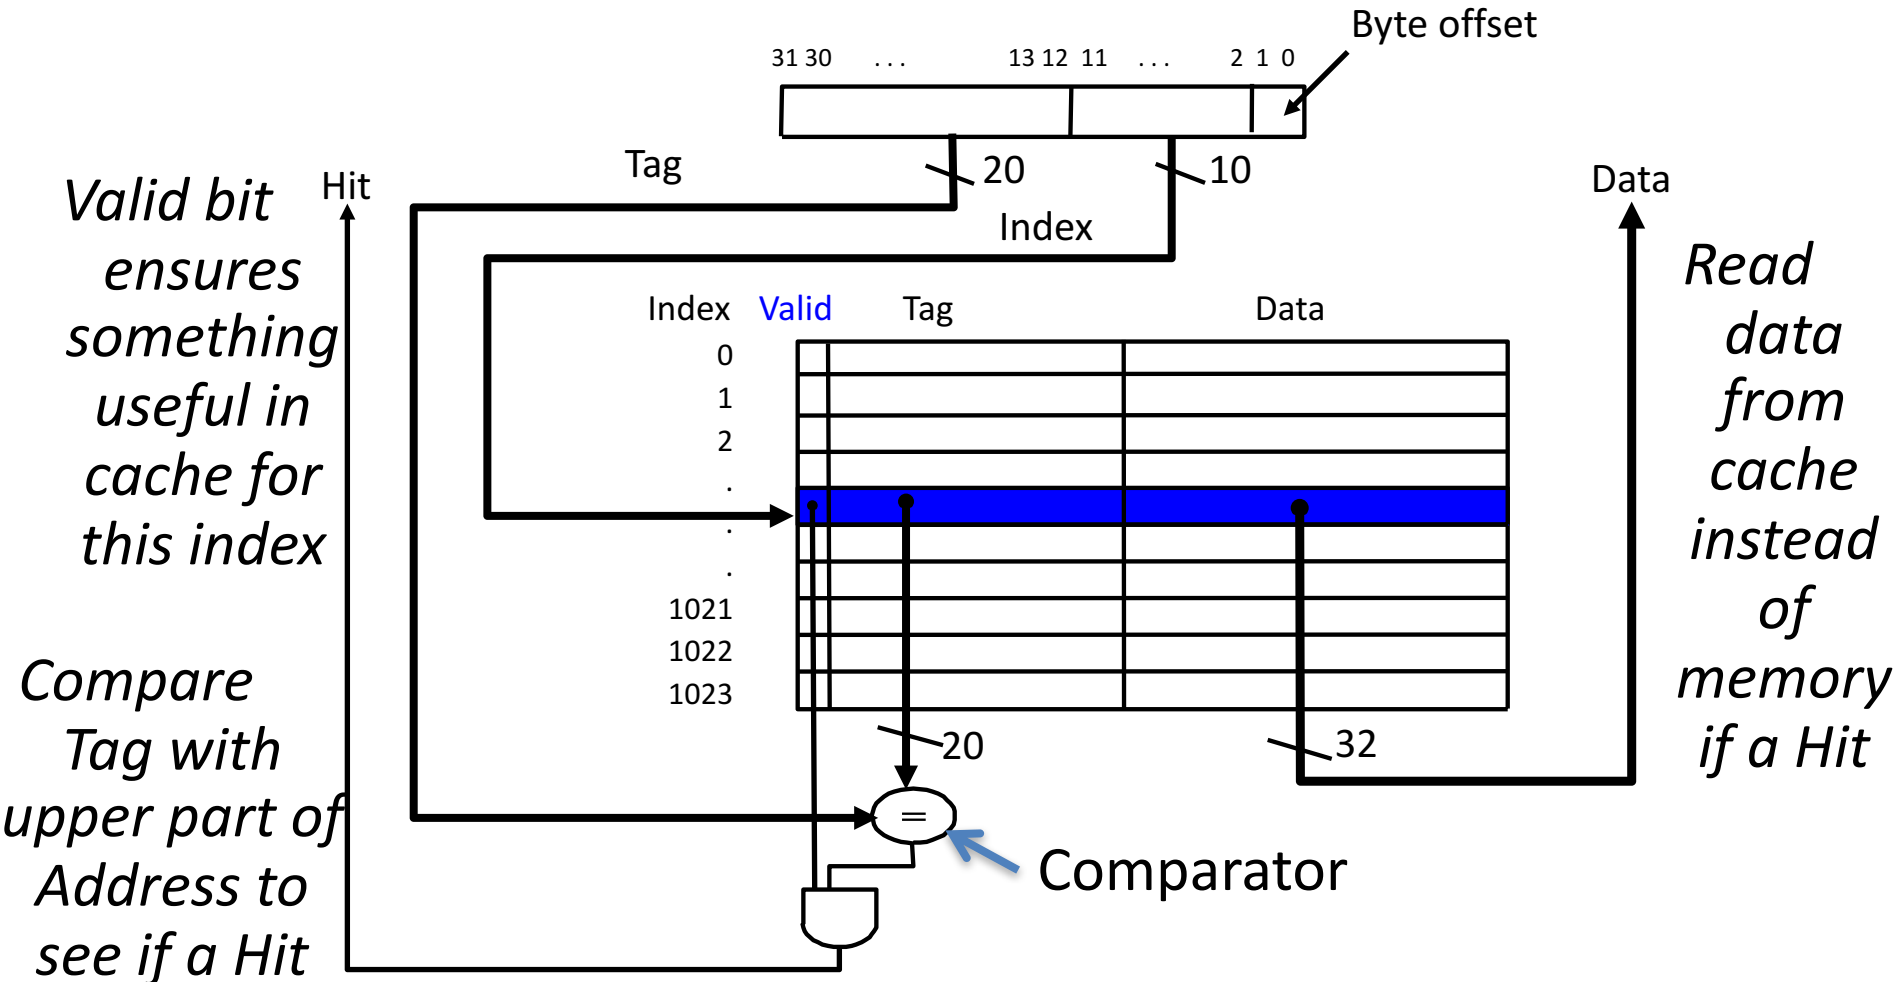 Byte offset
31 30 ... 13 12 11 ... 2 1 0
Tag
20
10
Index
Hit
Data
Valid bit
ensures
something
useful in
cache for
this index
Compare
Tag with
upper part of
Address to
see if a Hit
Index Valid Tag Data
0
1
2
.
.
.
1021
1022
1023
20
32
=
Comparator
Read
data
from
cache
instead
of
memory
if a Hit